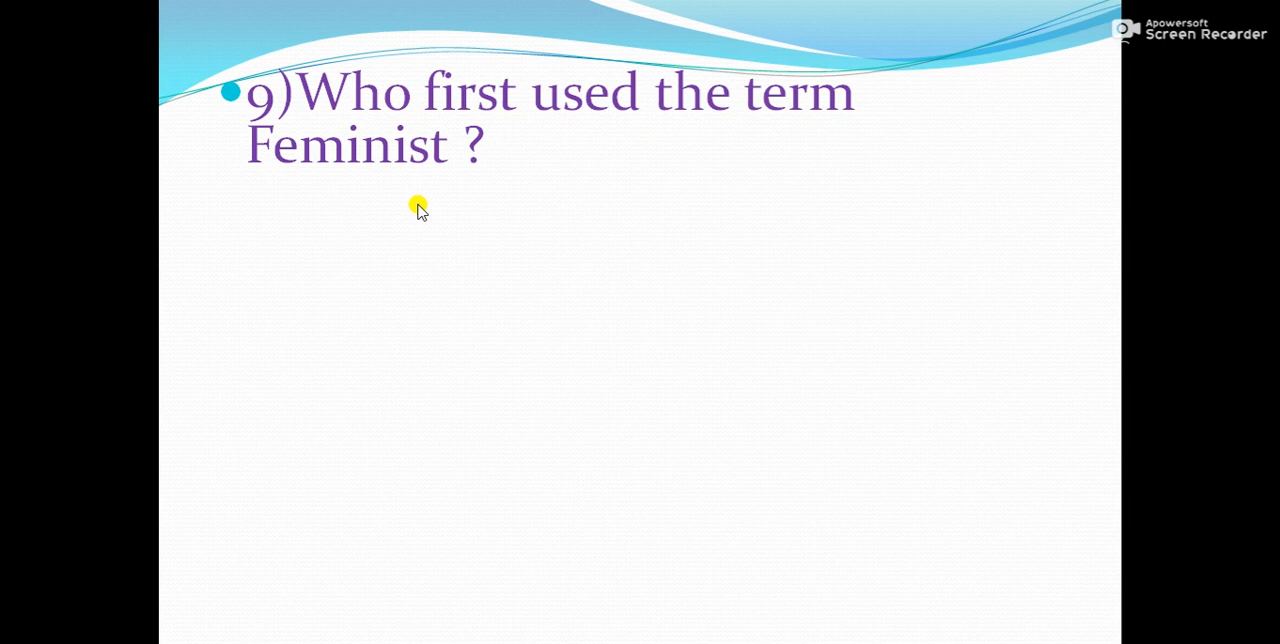 Apowersoft
Screen Recorder
9)Who first used the term
Feminist ?